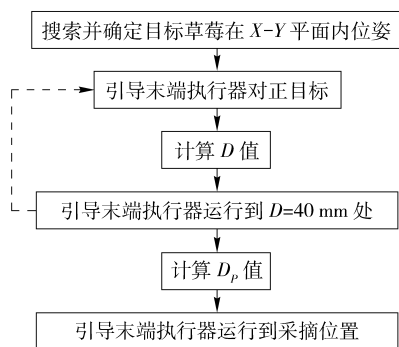 搜索并确定目标草莓在 X-Y 平面内位姿
引导末端执行器对正目标
计算 D 值
引导末端执行器运行到 D=40 mm 处
计算 Dₚ 值
引导末端执行器运行到采摘位置